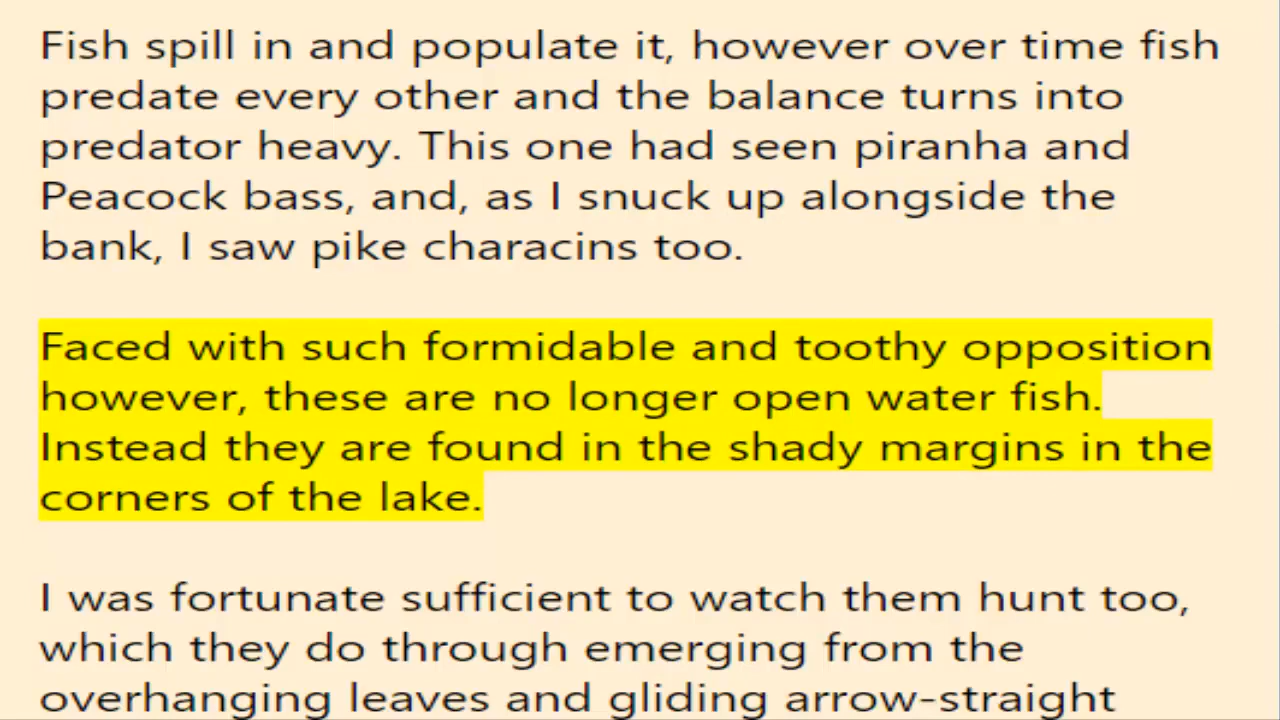 Fish spill in and populate it, however over time fish
predate every other and the balance turns into
predator heavy. This one had seen piranha and
Peacock bass, and, as I snuck up alongside the
bank, I saw pike characins too.
Faced with such formidable and toothy opposition
however, these are no longer open water fish.
Instead they are found in the shady margins in the
corners of the lake.
I was fortunate sufficient to watch them hunt too,
which they do through emerging from the
overhanging leaves and gliding arrow-straight